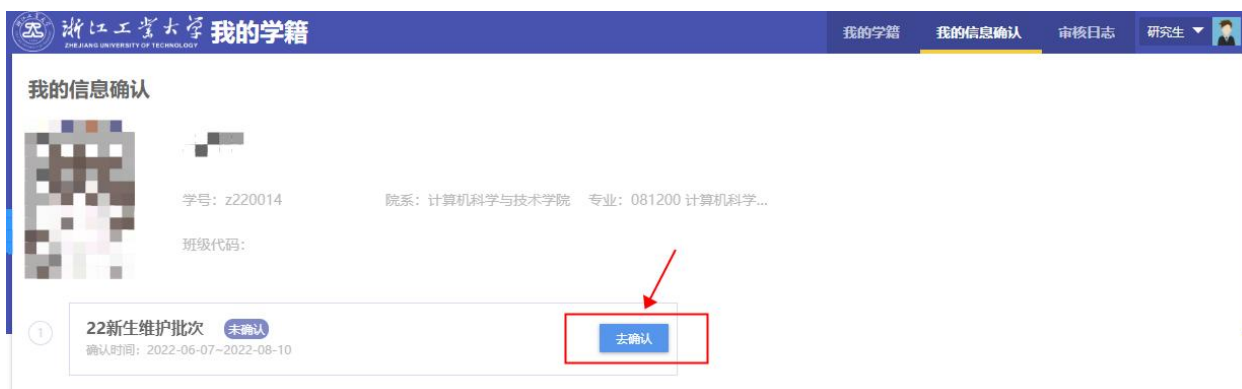 浙江工业大学 我的学籍 我的学籍 我的信息确认 审核日志 研究生
ZHEJIANG UNIVERSITY OF TECHNOLOGY
我的信息确认
学号：z220014 院系：计算机科学与技术学院 专业：081200 计算机科学...
班级代码：
1 22新生维护批次 未确认 去确认
确认时间：2022-06-07~2022-08-10